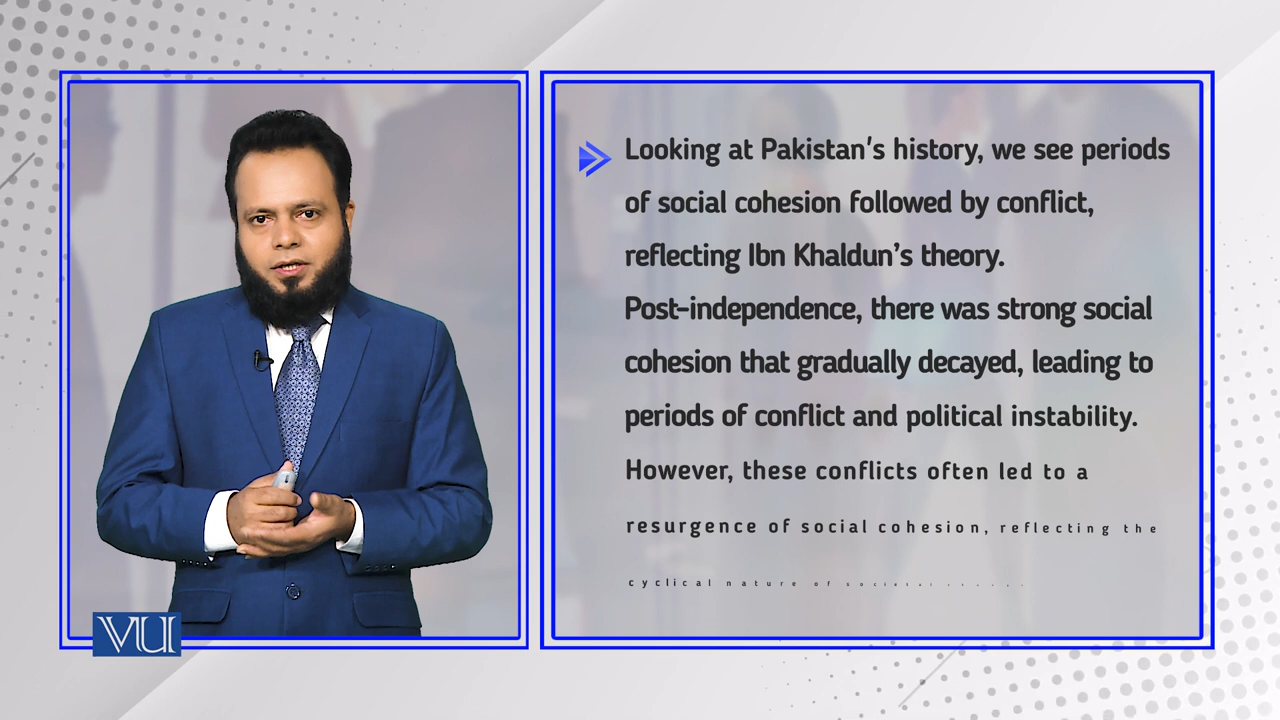 Looking at Pakistan's history, we see periods
of social cohesion followed by conflict,
reflecting Ibn Khaldun’s theory.
Post-independence, there was strong social
cohesion that gradually decayed, leading to
periods of conflict and political instability.
However, these conflicts often led to a
resurgence of social cohesion, reflecting the
cyclical nature of societal
VU